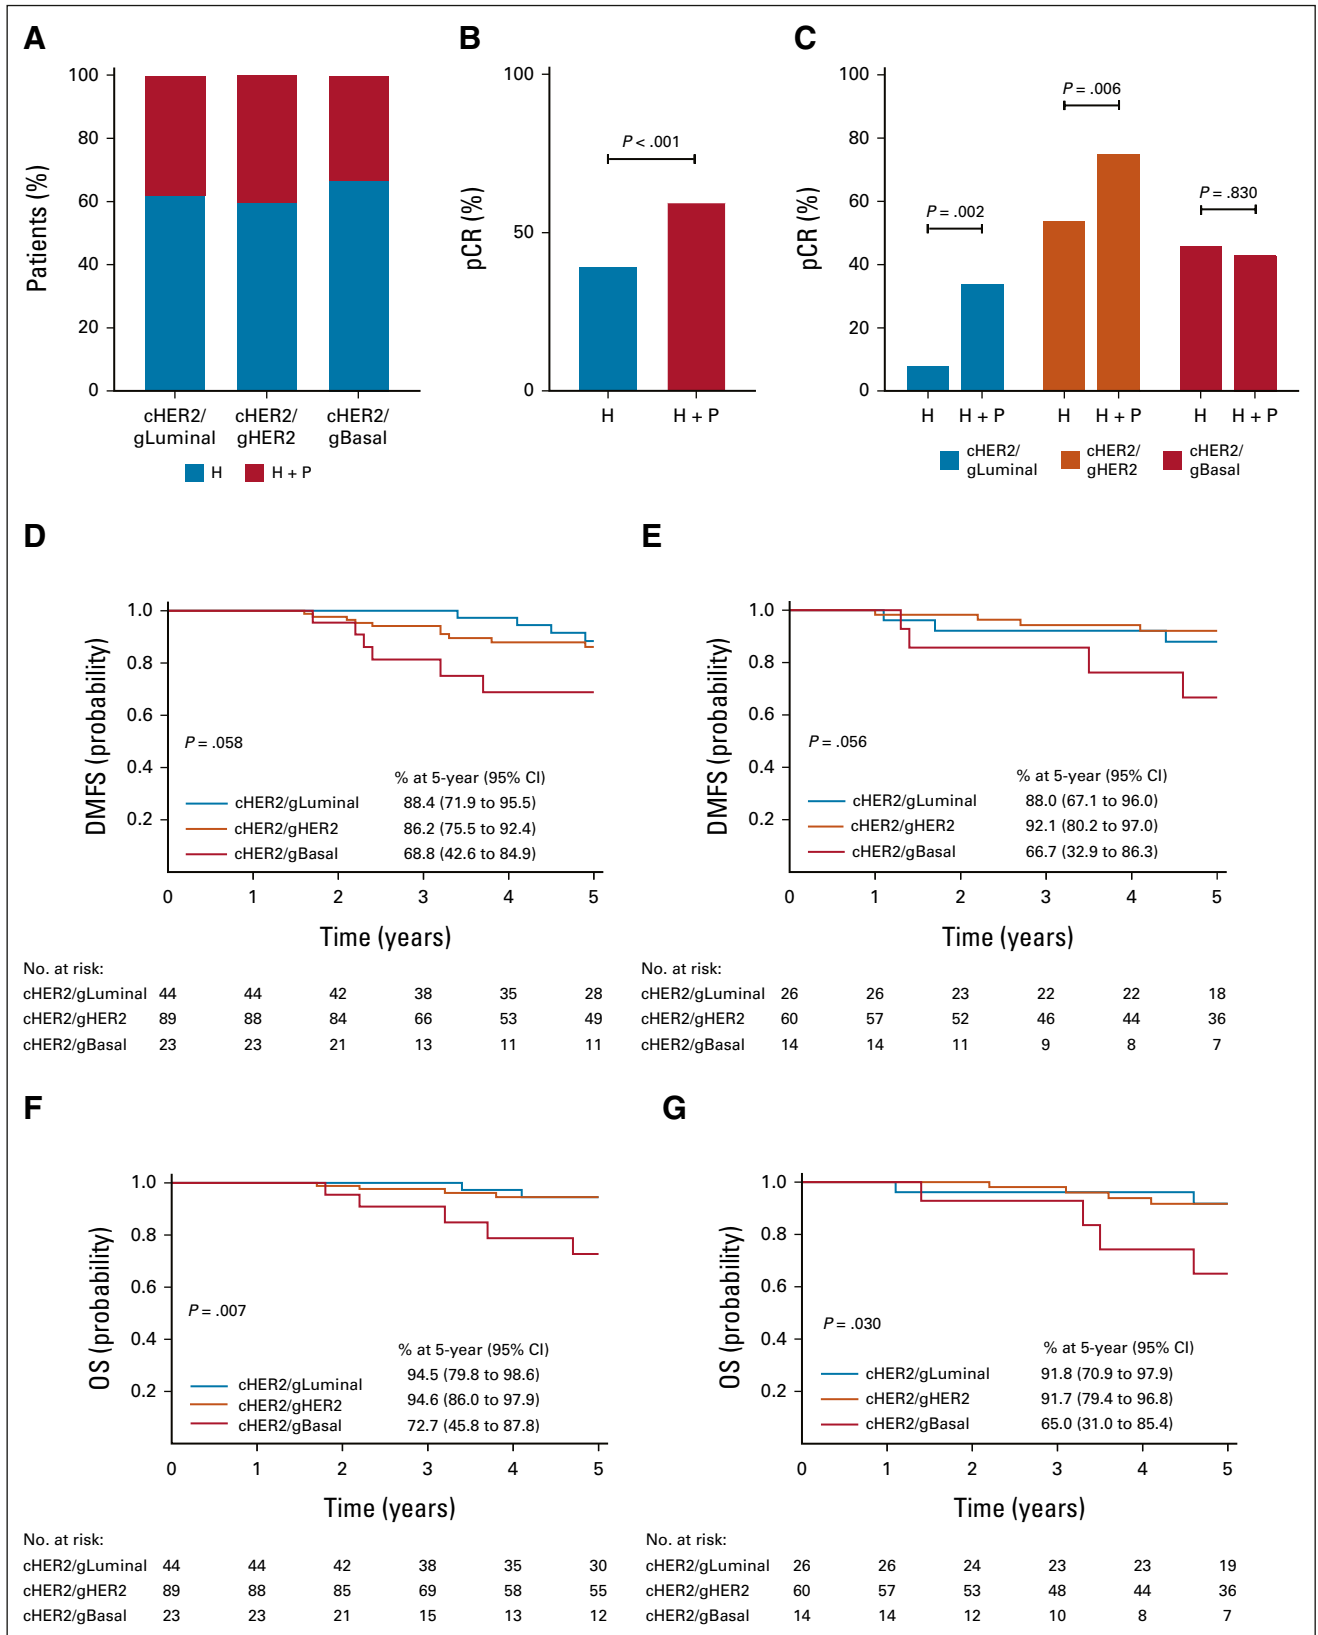 A
Patients (%)
100
80
60
40
20
0
cHER2/
gLuminal
cHER2/
gHER2
cHER2/
gBasal
H
H + P
B
pCR (%)
100
50
0
P < .001
H
H + P
C
pCR (%)
100
80
60
40
20
0
P = .002
P = .006
P = .830
H
H + P
H
H + P
H
H + P
cHER2/
gLuminal
cHER2/
gHER2
cHER2/
gBasal
D
DMFS (probability)
1.0
0.8
0.6
0.4
0.2
P = .058
% at 5-year (95% CI)
cHER2/gLuminal 88.4 (71.9 to 95.5)
cHER2/gHER2 86.2 (75.5 to 92.4)
cHER2/gBasal 68.8 (42.6 to 84.9)
0 1 2 3 4 5
Time (years)
No. at risk:
cHER2/gLuminal 44 44 42 38 35 28
cHER2/gHER2 89 88 84 66 53 49
cHER2/gBasal 23 23 21 13 11 11
E
DMFS (probability)
1.0
0.8
0.6
0.4
0.2
P = .056
% at 5-year (95% CI)
cHER2/gLuminal 88.0 (67.1 to 96.0)
cHER2/gHER2 92.1 (80.2 to 97.0)
cHER2/gBasal 66.7 (32.9 to 86.3)
0 1 2 3 4 5
Time (years)
No. at risk:
cHER2/gLuminal 26 26 23 22 22 18
cHER2/gHER2 60 57 52 46 44 36
cHER2/gBasal 14 14 11 9 8 7
F
OS (probability)
1.0
0.8
0.6
0.4
0.2
P = .007
% at 5-year (95% CI)
cHER2/gLuminal 94.5 (79.8 to 98.6)
cHER2/gHER2 94.6 (86.0 to 97.9)
cHER2/gBasal 72.7 (45.8 to 87.8)
0 1 2 3 4 5
Time (years)
No. at risk:
cHER2/gLuminal 44 44 42 38 35 30
cHER2/gHER2 89 88 85 69 58 55
cHER2/gBasal 23 23 21 15 13 12
G
OS (probability)
1.0
0.8
0.6
0.4
0.2
P = .030
% at 5-year (95% CI)
cHER2/gLuminal 91.8 (70.9 to 97.9)
cHER2/gHER2 91.7 (79.4 to 96.8)
cHER2/gBasal 65.0 (31.0 to 85.4)
0 1 2 3 4 5
Time (years)
No. at risk:
cHER2/gLuminal 26 26 24 23 23 19
cHER2/gHER2 60 57 53 48 44 36
cHER2/gBasal 14 14 12 10 8 7